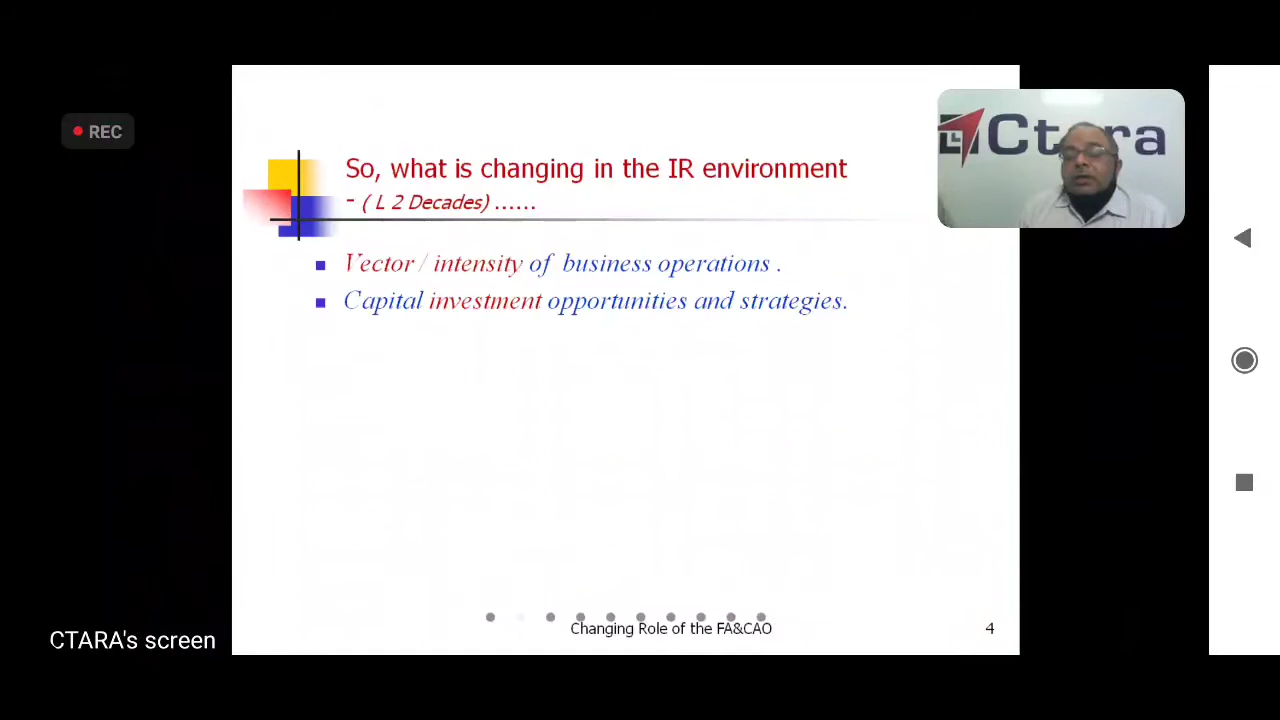 REC
Ctara
So, what is changing in the IR environment
- ( L 2 Decades) ......
Vector / intensity of business operations .
Capital investment opportunities and strategies.
Changing Role of the FA&CAO
4
CTARA's screen